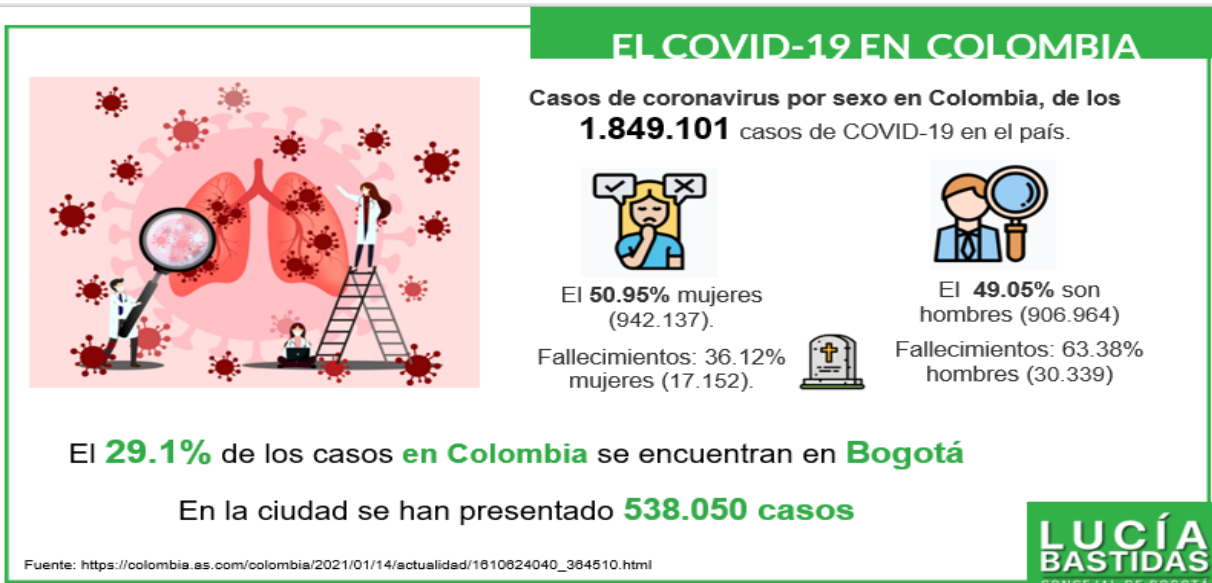 EL COVID-19 EN COLOMBIA
Casos de coronavirus por sexo en Colombia, de los
1.849.101 casos de COVID-19 en el país.
El 50.95% mujeres
(942.137).
Fallecimientos: 36.12%
mujeres (17.152).
El 49.05% son
hombres (906.964)
Fallecimientos: 63.38%
hombres (30.339)
El 29.1% de los casos en Colombia se encuentran en Bogotá
En la ciudad se han presentado 538.050 casos
Fuente: https://colombia.as.com/colombia/2021/01/14/actualidad/1610624040_364510.html
LUCÍA
BASTIDAS
CONCEJAL DE BOGOTÁ